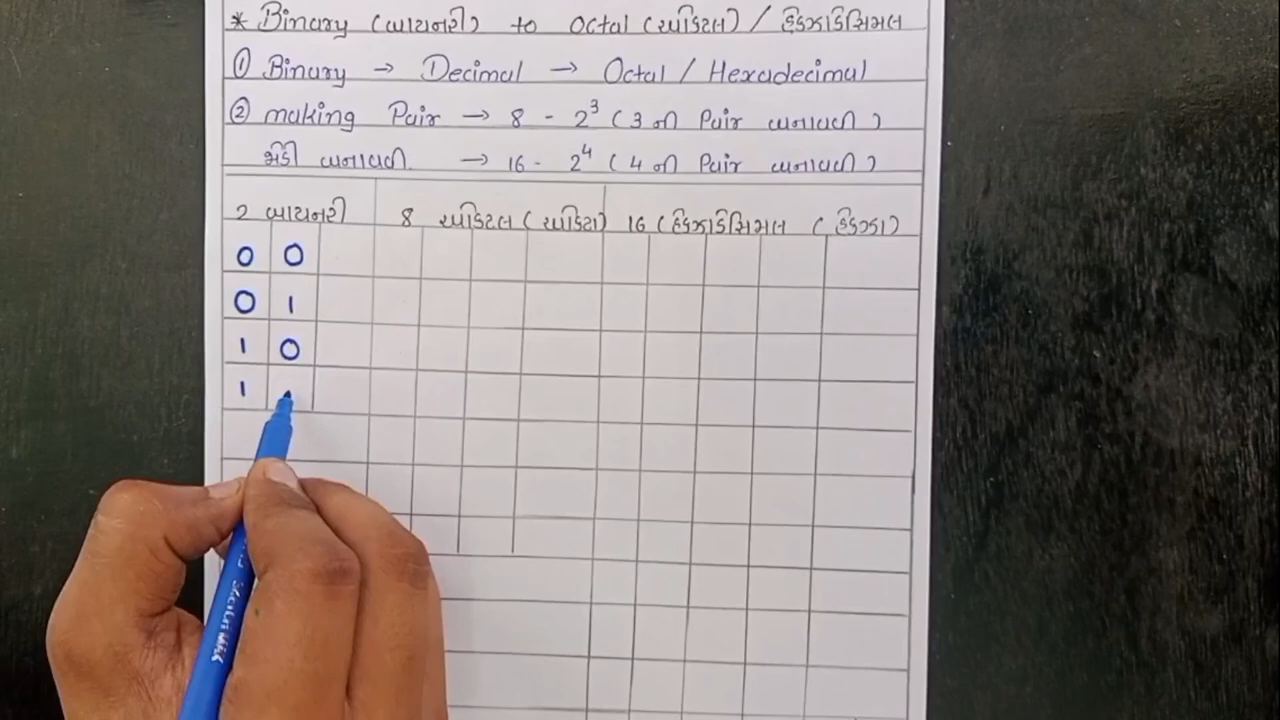 * Binary (બાયનરી) to Octal (ઓક્ટિલ) / હેક્ઝાડેસિમલ
① Binary → Decimal → Octal / Hexadecimal
② making Pair → 8 - 2³ (3 ની Pair બનાવવી)
બનાવવી. → 16 - 2⁴ (4 ની Pair બનાવવી)
2 બાયનરી 8 ઓક્ટિલ (ઓક્ટિ) 16 (હેક્ઝાડેસિમલ (હેક્ઝા)
0 0
0 1
1 0
1